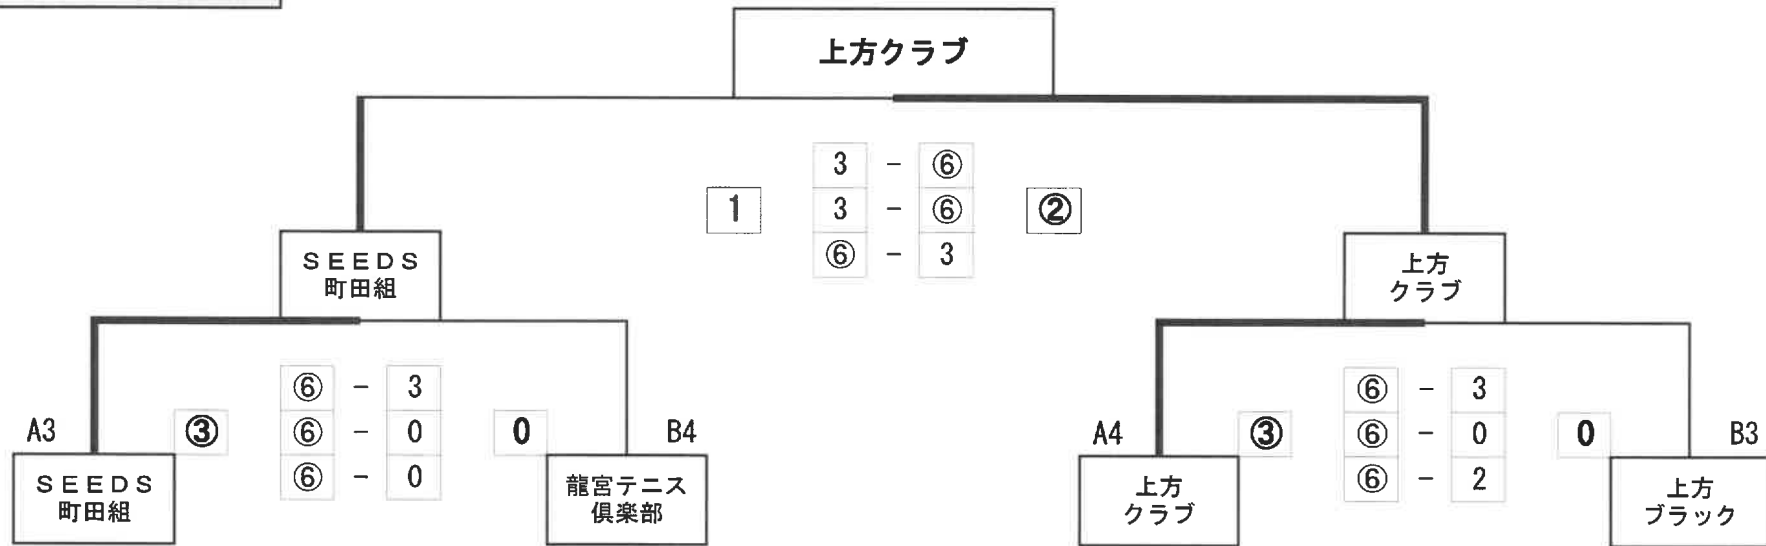 上方クラブ
3 - ⑥
1 3 - ⑥ ②
⑥ - 3
ＳＥＥＤＳ
町田組
上方
クラブ
⑥ - 3
A3 ③ ⑥ - 0 0 B4
⑥ - 0
ＳＥＥＤＳ
町田組
龍宮テニス
倶楽部
⑥ - 3
A4 ③ ⑥ - 0 0 B3
⑥ - 2
上方
クラブ
上方
ブラック